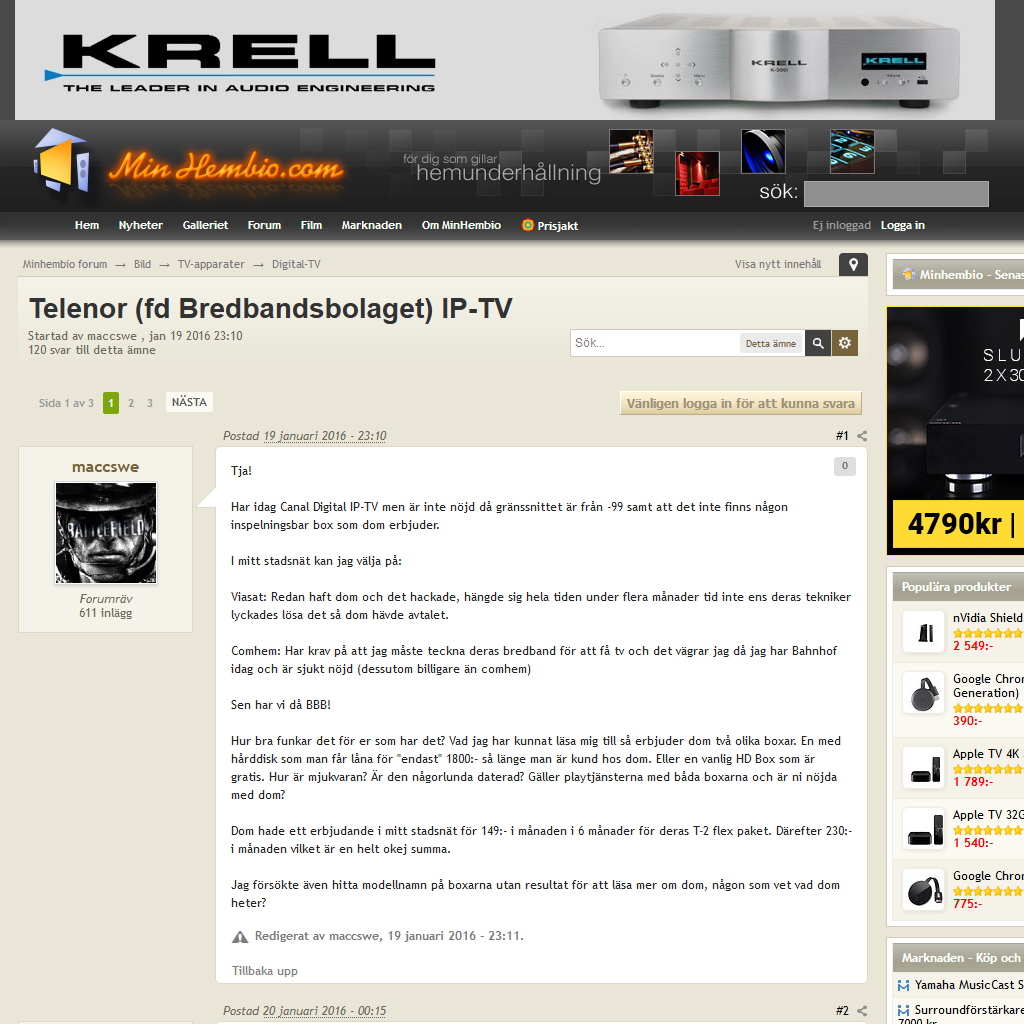 KRELL
THE LEADER IN AUDIO ENGINEERING
KRELL
KRELL
Min Hembio.com
för dig som gillar
hemunderhållning
sök:
Hem Nyheter Galleriet Forum Film Marknaden Om MinHembio Prisjakt Ej inloggad Logga in
Minhembio forum → Bild → TV-apparater → Digital-TV Visa nytt innehåll
Telenor (fd Bredbandsbolaget) IP-TV
Startad av maccswe , jan 19 2016 23:10
120 svar till detta ämne
Sök... Detta ämne
Sida 1 av 3 1 2 3 NÄSTA
Vänligen logga in för att kunna svara
Postad 19 januari 2016 - 23:10 #1
maccswe
BATTLEFIELD
Forumräv
611 inlägg
0
Tja!
Har idag Canal Digital IP-TV men är inte nöjd då gränssnittet är från -99 samt att det inte finns någon
inspelningsbar box som dom erbjuder.
I mitt stadsnät kan jag välja på:
Viasat: Redan haft dom och det hackade, hängde sig hela tiden under flera månader tid inte ens deras tekniker
lyckades lösa det så dom hävde avtalet.
Comhem: Har krav på att jag måste teckna deras bredband för att få tv och det vägrar jag då jag har Bahnhof
idag och är sjukt nöjd (dessutom billigare än comhem)
Sen har vi då BBB!
Hur bra funkar det för er som har det? Vad jag har kunnat läsa mig till så erbjuder dom två olika boxar. En med
hårddisk som man får låna för "endast" 1800:- så länge man är kund hos dom. Eller en vanlig HD Box som är
gratis. Hur är mjukvaran? Är den någorlunda daterad? Gäller playtjänsterna med båda boxarna och är ni nöjda
med dom?
Dom hade ett erbjudande i mitt stadsnät för 149:- i månaden i 6 månader för deras T-2 flex paket. Därefter 230:-
i månaden vilket är en helt okej summa.
Jag försökte även hitta modellnamn på boxarna utan resultat för att läsa mer om dom, någon som vet vad dom
heter?
Redigerat av maccswe, 19 januari 2016 - 23:11.
Tillbaka upp
Postad 20 januari 2016 - 00:15 #2
Minhembio - Senas
SLU
2 X 30
4790kr |
Populära produkter
nVidia Shield
2 549:-
Google Chron
Generation)
390:-
Apple TV 4K
1 789:-
Apple TV 32G
1 540:-
Google Chron
775:-
Marknaden - Köp och
Yamaha MusicCast S
Surroundförstärkare
7000 kr